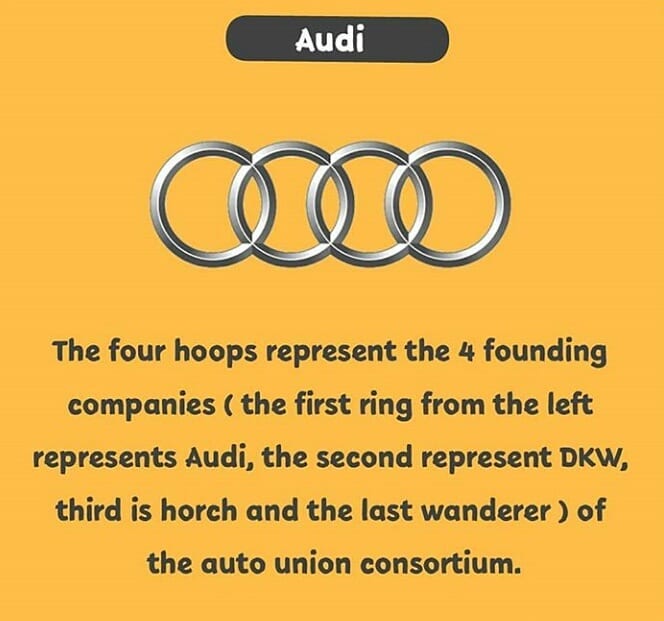 Audi
The four hoops represent the 4 founding
companies ( the first ring from the left
represents Audi, the second represent DKW,
third is horch and the last wanderer ) of
the auto union consortium.